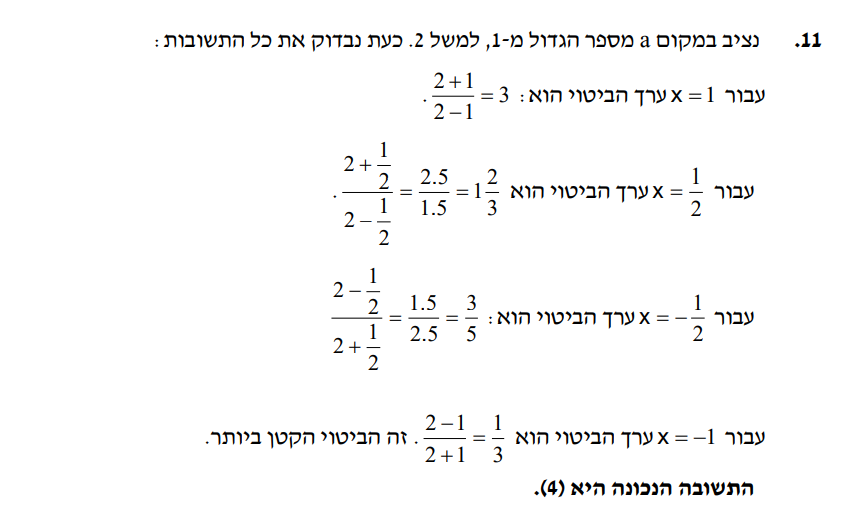 11. נציב במקום a מספר הגדול מ-1, למשל 2. כעת נבדוק את כל התשובות:
עבור x = 1 ערך הביטוי הוא: \frac{2+1}{2-1} = 3.
עבור x = \frac{1}{2} ערך הביטוי הוא \frac{2+\frac{1}{2}}{2-\frac{1}{2}} = \frac{2.5}{1.5} = 1\frac{2}{3}.
עבור x = -\frac{1}{2} ערך הביטוי הוא: \frac{2-\frac{1}{2}}{2+\frac{1}{2}} = \frac{1.5}{2.5} = \frac{3}{5}
עבור x = -1 ערך הביטוי הוא \frac{2-1}{2+1} = \frac{1}{3}. זה הביטוי הקטן ביותר.
התשובה הנכונה היא (4).